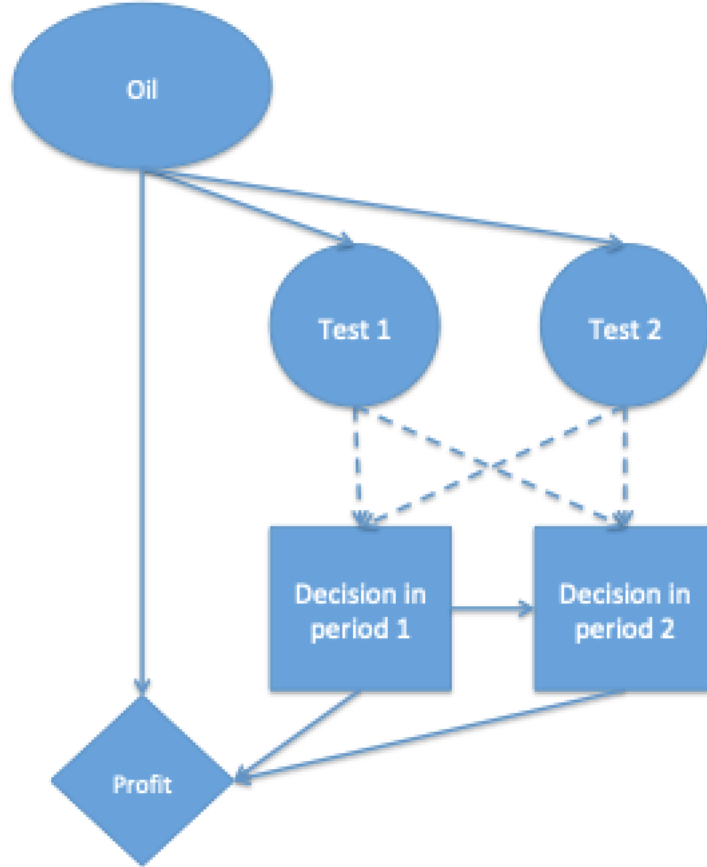 Oil
Test 1
Test 2
Decision in
period 1
Decision in
period 2
Profit